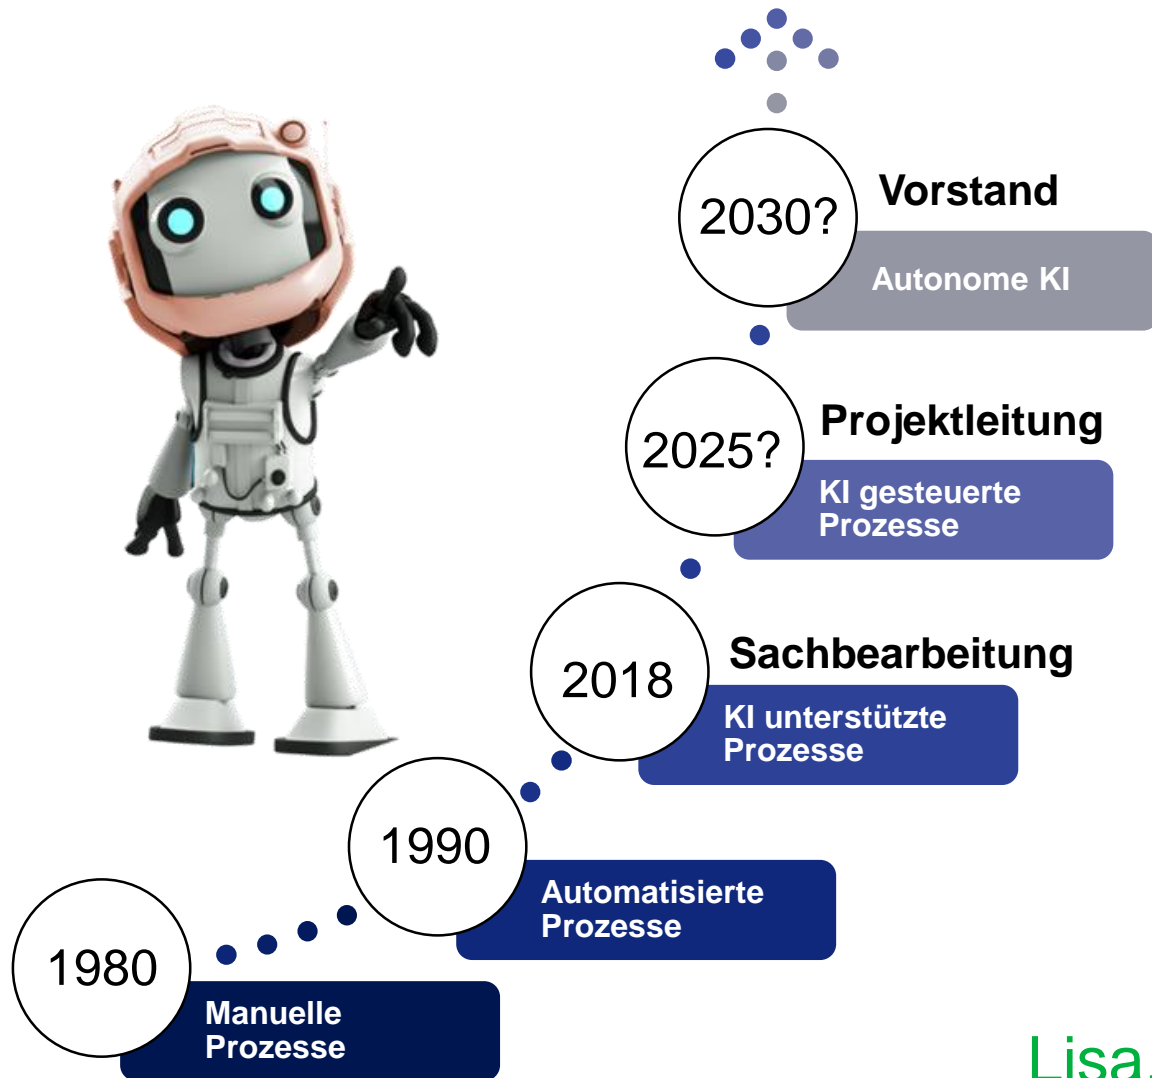 2030?
Vorstand
Autonome KI
2025?
Projektleitung
KI gesteuerte
Prozesse
2018
Sachbearbeitung
KI unterstützte
Prozesse
1990
Automatisierte
Prozesse
1980
Manuelle
Prozesse
Lisa.